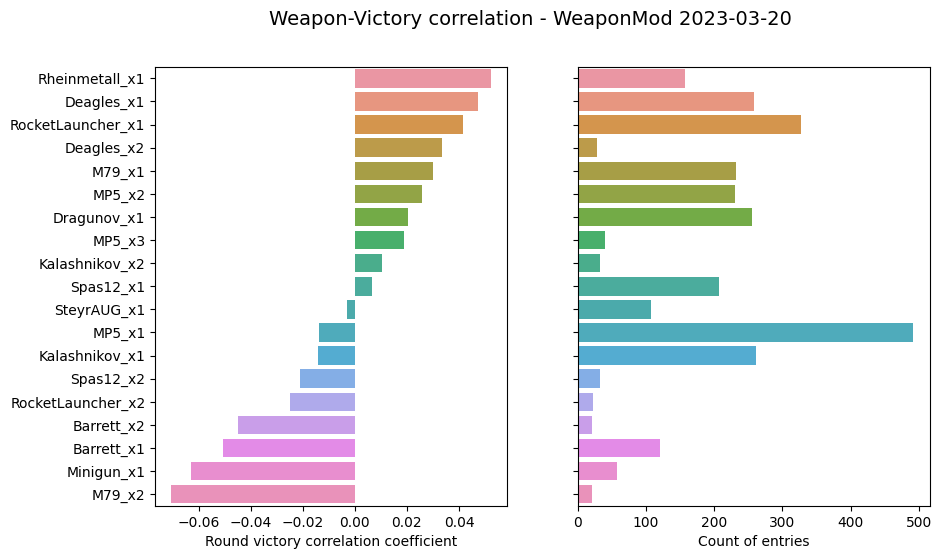 Weapon-Victory correlation - WeaponMod 2023-03-20
Rheinmetall_x1
Deagles_x1
RocketLauncher_x1
Deagles_x2
M79_x1
MP5_x2
Dragunov_x1
MP5_x3
Kalashnikov_x2
Spas12_x1
SteyrAUG_x1
MP5_x1
Kalashnikov_x1
Spas12_x2
RocketLauncher_x2
Barrett_x2
Barrett_x1
Minigun_x1
M79_x2
−0.06 −0.04 −0.02 0.00 0.02 0.04
Round victory correlation coefficient
0 100 200 300 400 500
Count of entries